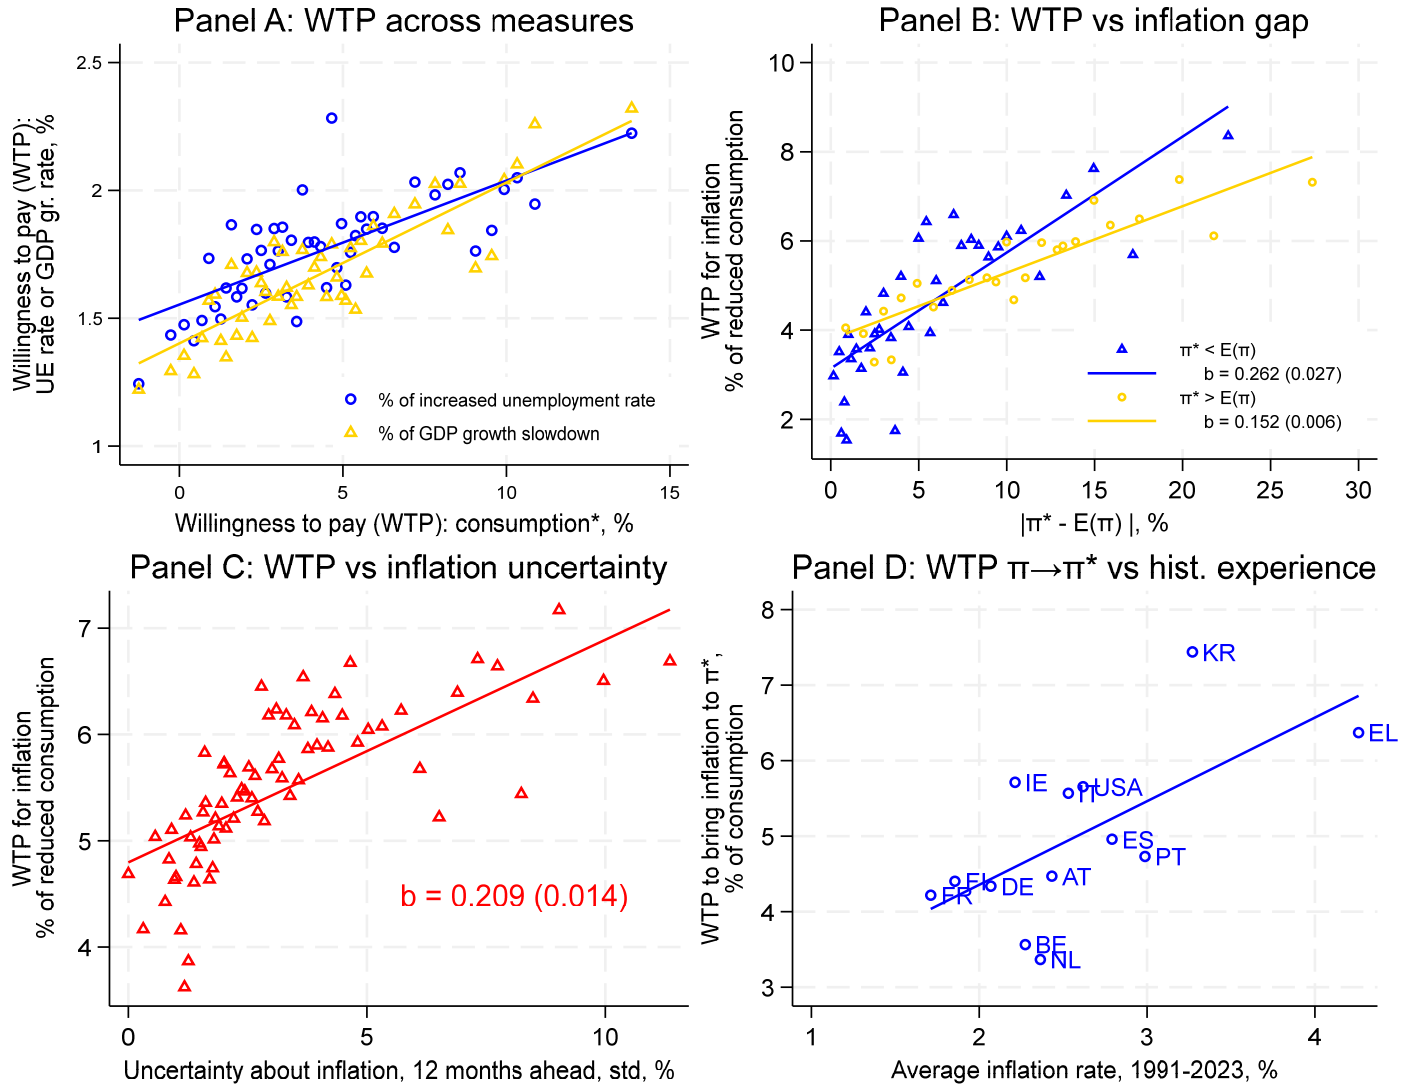 Panel A: WTP across measures
Willingness to pay (WTP):
UE rate or GDP gr. rate, %
2.5
2
1.5
1
% of increased unemployment rate
% of GDP growth slowdown
0
5
10
15
Willingness to pay (WTP): consumption*, %
Panel B: WTP vs inflation gap
WTP for inflation
% of reduced consumption
10
8
6
4
2
π* < E(π)
b = 0.262 (0.027)
π* > E(π)
b = 0.152 (0.006)
0
5
10
15
20
25
30
|π* - E(π) |, %
Panel C: WTP vs inflation uncertainty
WTP for inflation
% of reduced consumption
7
6
5
4
b = 0.209 (0.014)
0
5
10
Uncertainty about inflation, 12 months ahead, std, %
Panel D: WTP π→π* vs hist. experience
WTP to bring inflation to π*,
% of consumption
8
7
6
5
4
3
KR
EL
IE
USA
IT
ES
PT
AT
FI
DE
FR
BE
NL
1
2
3
4
Average inflation rate, 1991-2023, %